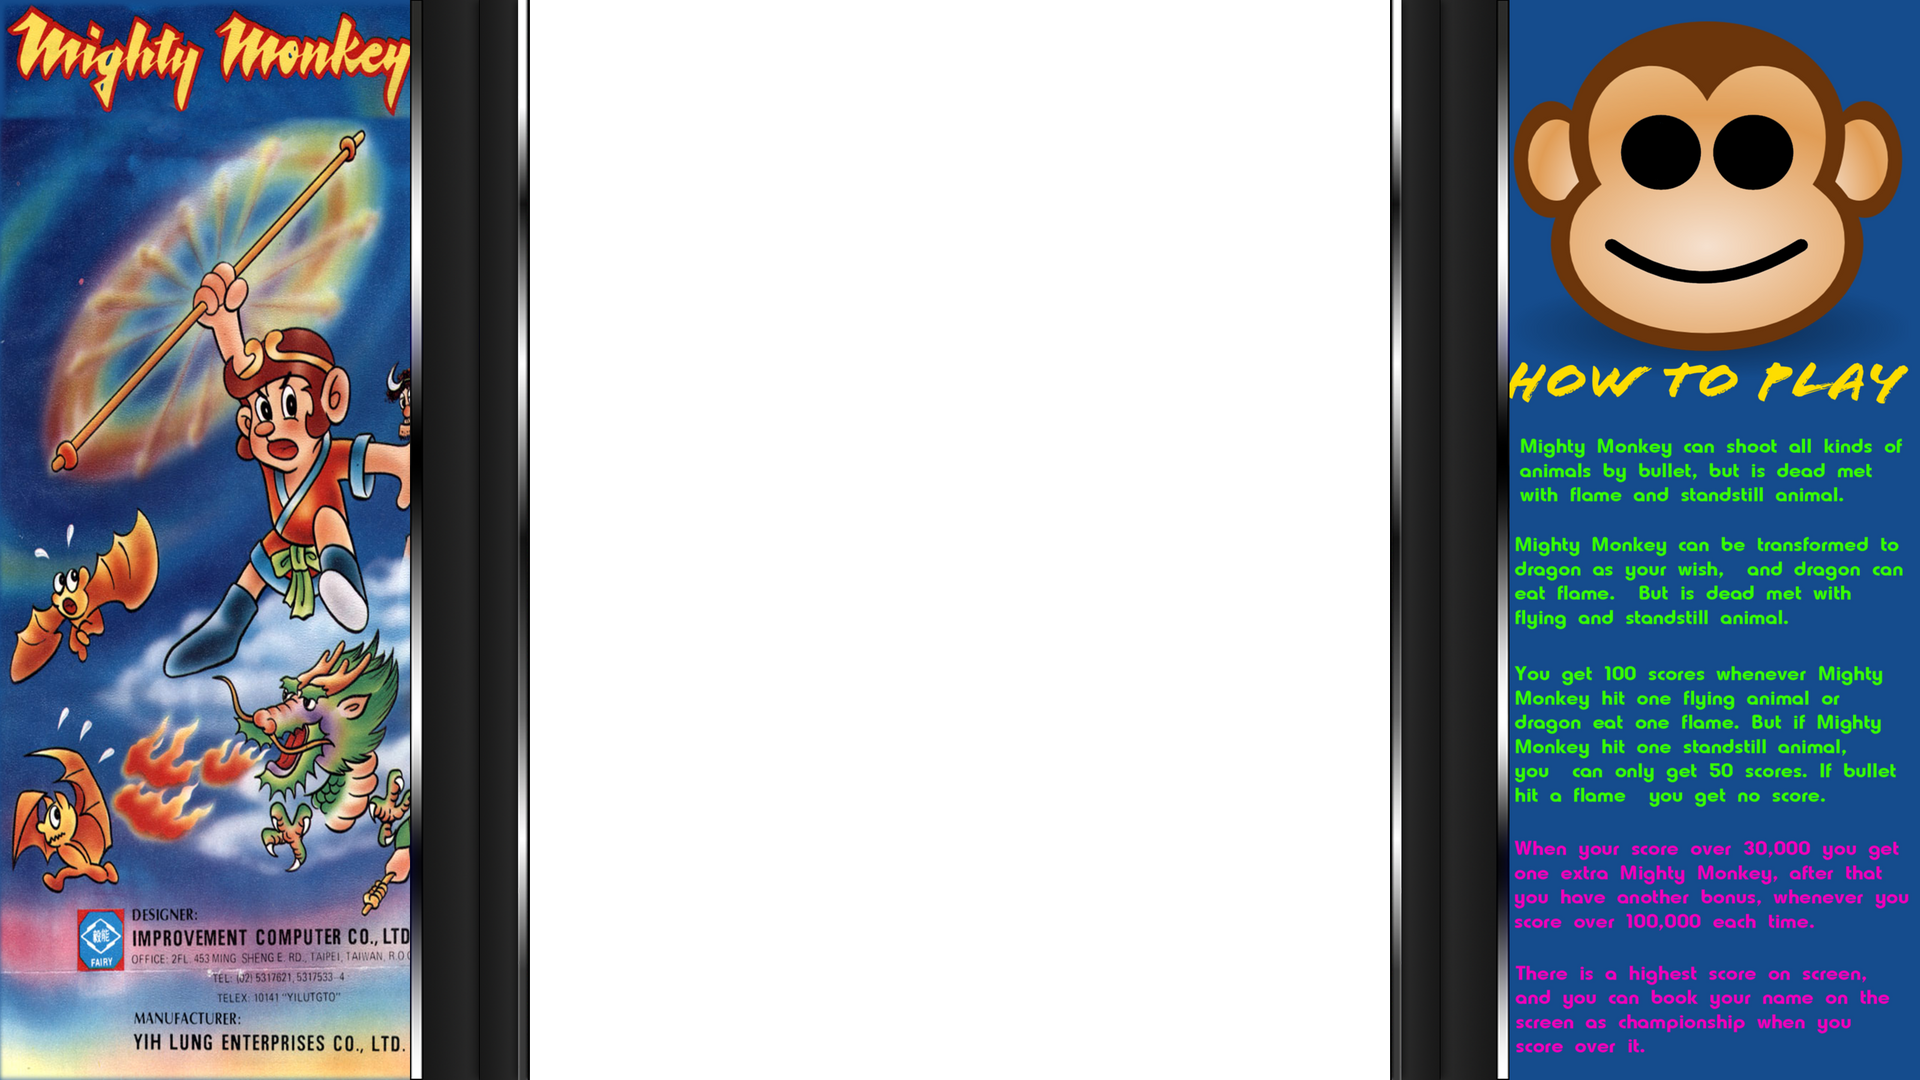 Mighty Monkey
DESIGNER:
IMPROVEMENT COMPUTER CO., LTD
OFFICE: 2FL. 453 MING SHENG E. RD., TAIPEI, TAIWAN, R.O.C
TEL: (02) 5317621, 5317533-4
TELEX: 10141 "YILUTGTO"
FAIRY
MANUFACTURER:
YIH LUNG ENTERPRISES CO., LTD.
HOW TO PLAY
Mighty Monkey can shoot all kinds of
animals by bullet, but is dead met
with flame and standstill animal.
Mighty Monkey can be transformed to
dragon as your wish, and dragon can
eat flame. But is dead met with
flying and standstill animal.
You get 100 scores whenever Mighty
Monkey hit one flying animal or
dragon eat one flame. But if Mighty
Monkey hit one standstill animal,
you can only get 50 scores. If bullet
hit a flame you get no score.
When your score over 30,000 you get
one extra Mighty Monkey, after that
you have another bonus, whenever you
score over 100,000 each time.
There is a highest score on screen,
and you can book your name on the
screen as championship when you
score over it.